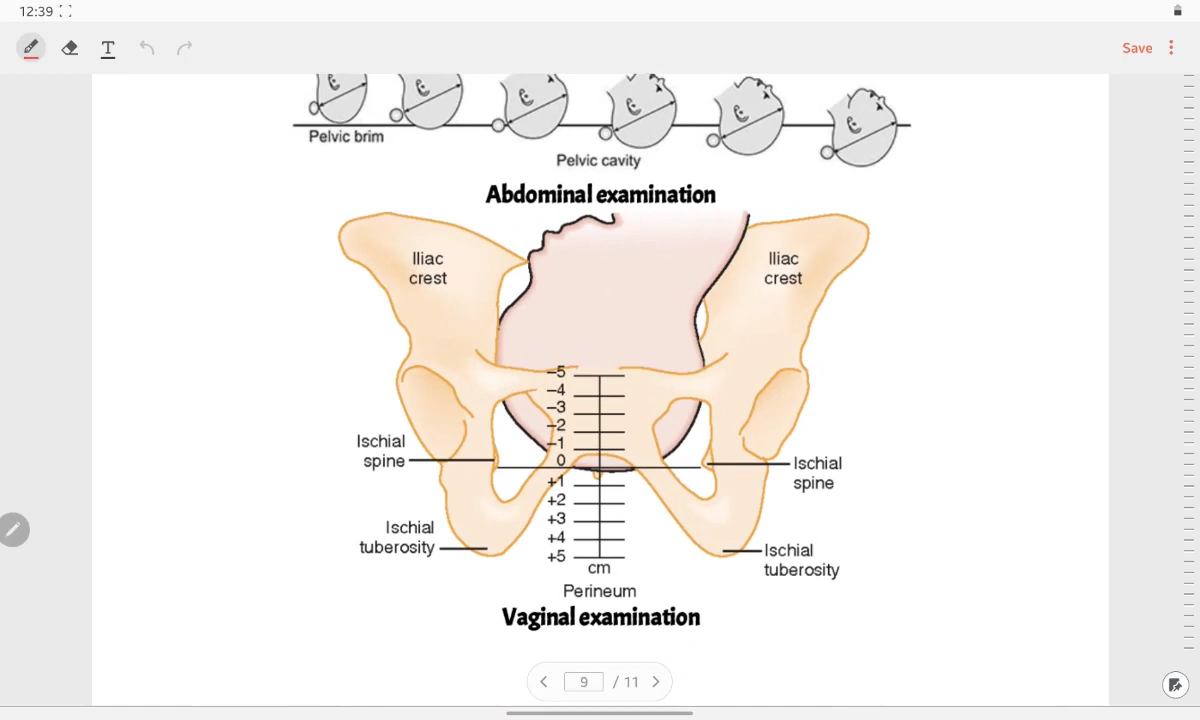 12:39
T
Save
Pelvic brim
Pelvic cavity
Abdominal examination
Iliac
crest
Iliac
crest
–5
–4
–3
–2
–1
0
+1
+2
+3
+4
+5
cm
Ischial
spine
Ischial
spine
Ischial
tuberosity
Ischial
tuberosity
Perineum
Vaginal examination
9 / 11